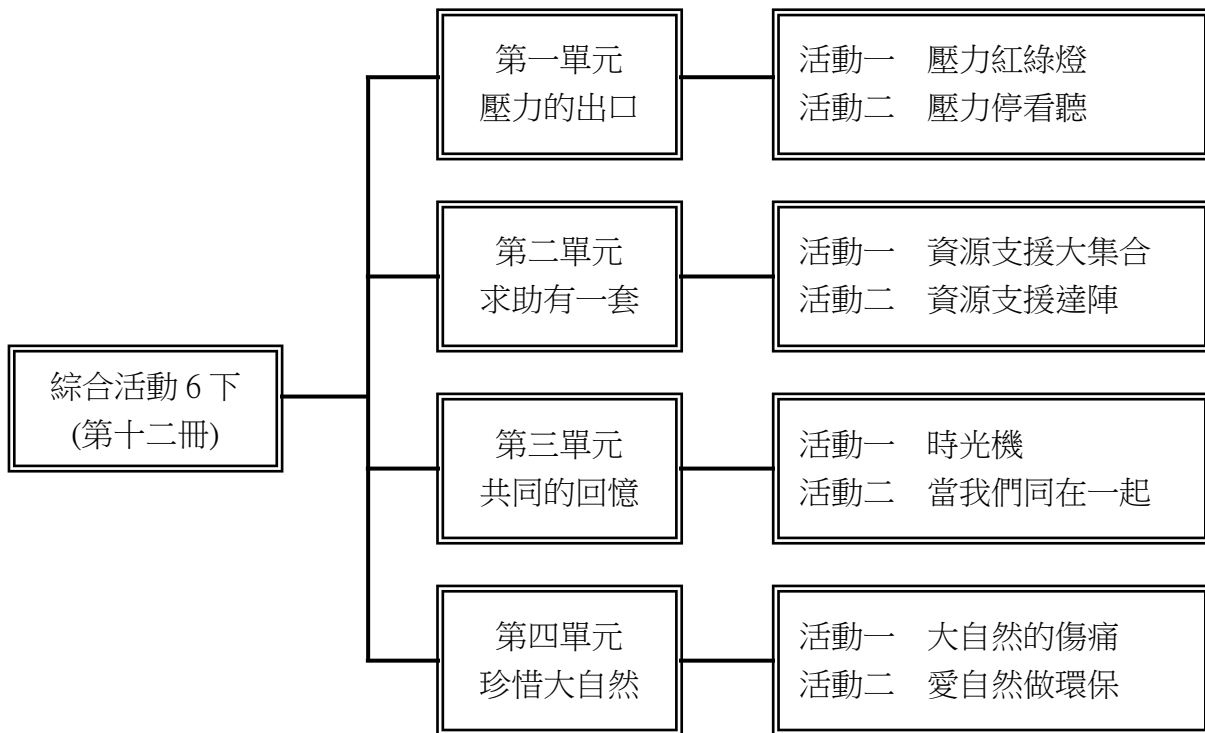 綜合活動 6 下
(第十二冊)
第一單元
壓力的出口
活動一　壓力紅綠燈
活動二　壓力停看聽
第二單元
求助有一套
活動一　資源支援大集合
活動二　資源支援達陣
第三單元
共同的回憶
活動一　時光機
活動二　當我們同在一起
第四單元
珍惜大自然
活動一　大自然的傷痛
活動二　愛自然做環保